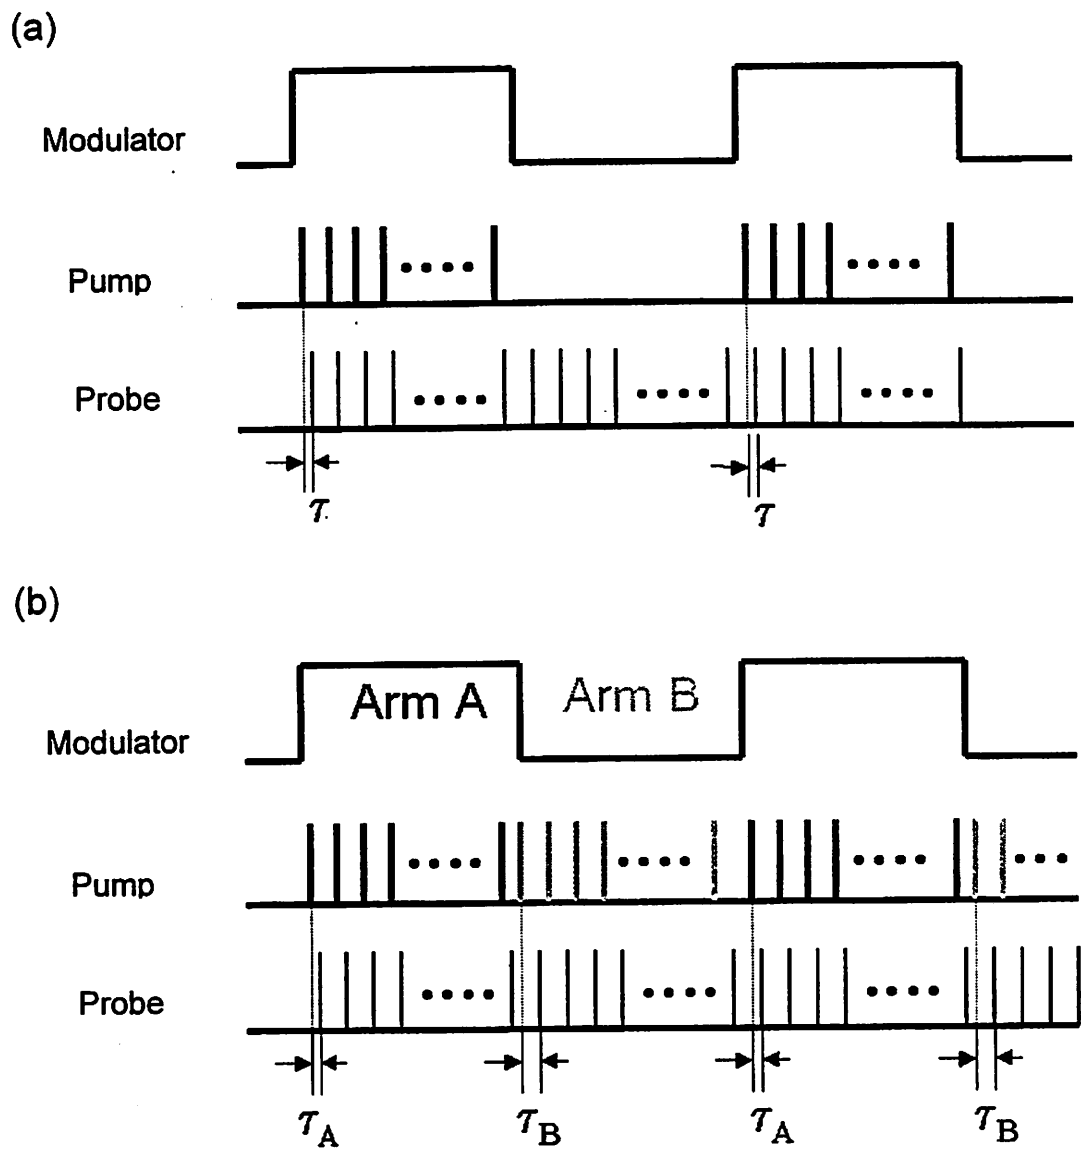 (a)
Modulator
Pump
Probe
τ τ
(b)
Arm A Arm B
Modulator
Pump
Probe
τA τB τA τB